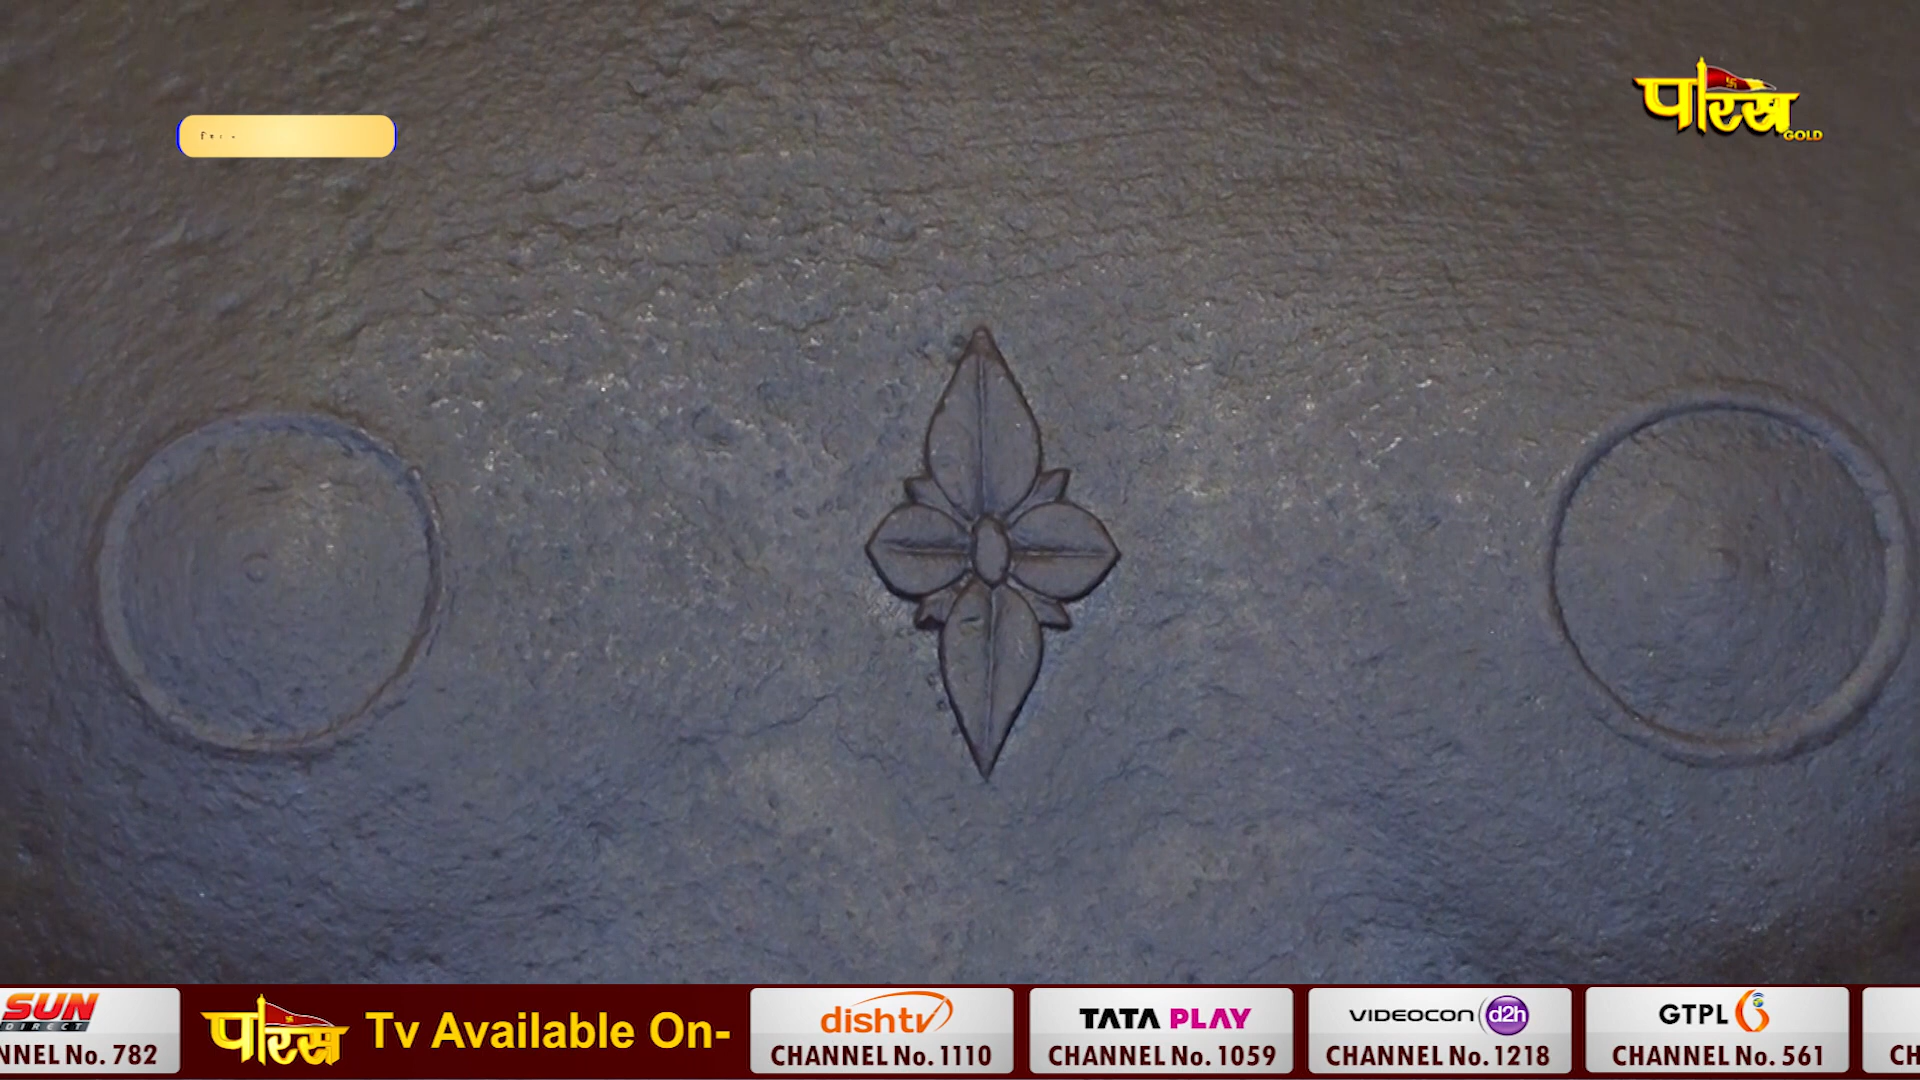 पारस
GOLD
SUN
DIRECT
NNEL No. 782
पारस Tv Available On-
dishtv
CHANNEL No. 1110
TATA PLAY
CHANNEL No. 1059
VIDEOCON d2h
CHANNEL No. 1218
GTPL
CHANNEL No. 561
CH